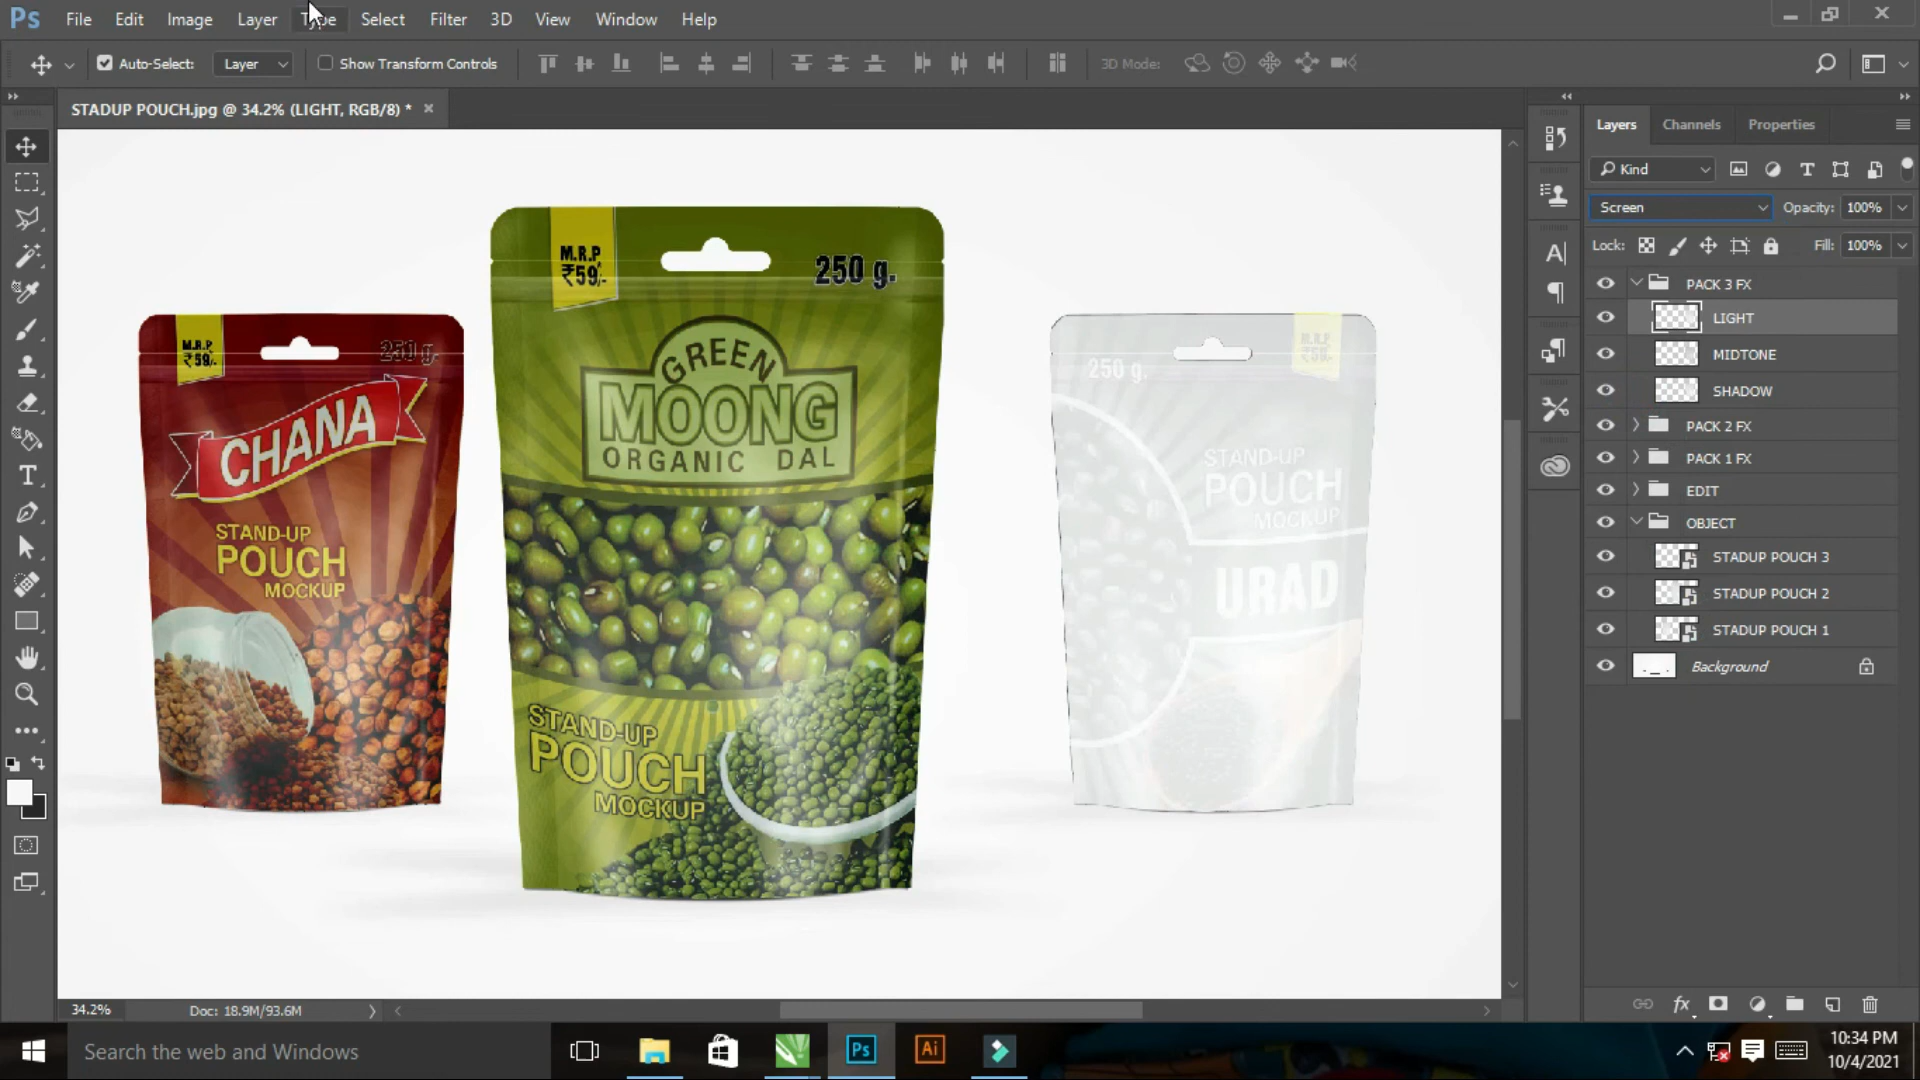 Ps File Edit Image Layer Type Select Filter 3D View Window Help
Auto-Select: Layer Show Transform Controls 3D Mode:
STADUP POUCH.jpg @ 34.2% (LIGHT, RGB/8) *
M.R.P
₹59/-
250 g.
GREEN
MOONG
ORGANIC DAL
STAND-UP
POUCH
MOCKUP
M.R.P
₹59/-
250 g.
CHANA
STAND-UP
POUCH
MOCKUP
250 g.
M.R.P
₹59/-
STAND-UP
POUCH
MOCKUP
URAD
Layers Channels Properties
Kind
Screen Opacity: 100%
Lock: Fill: 100%
PACK 3 FX
LIGHT
MIDTONE
SHADOW
PACK 2 FX
PACK 1 FX
EDIT
OBJECT
STADUP POUCH 3
STADUP POUCH 2
STADUP POUCH 1
Background
34.2% Doc: 18.9M/93.6M
Search the web and Windows
Ps
Ai
10:34 PM
10/4/2021